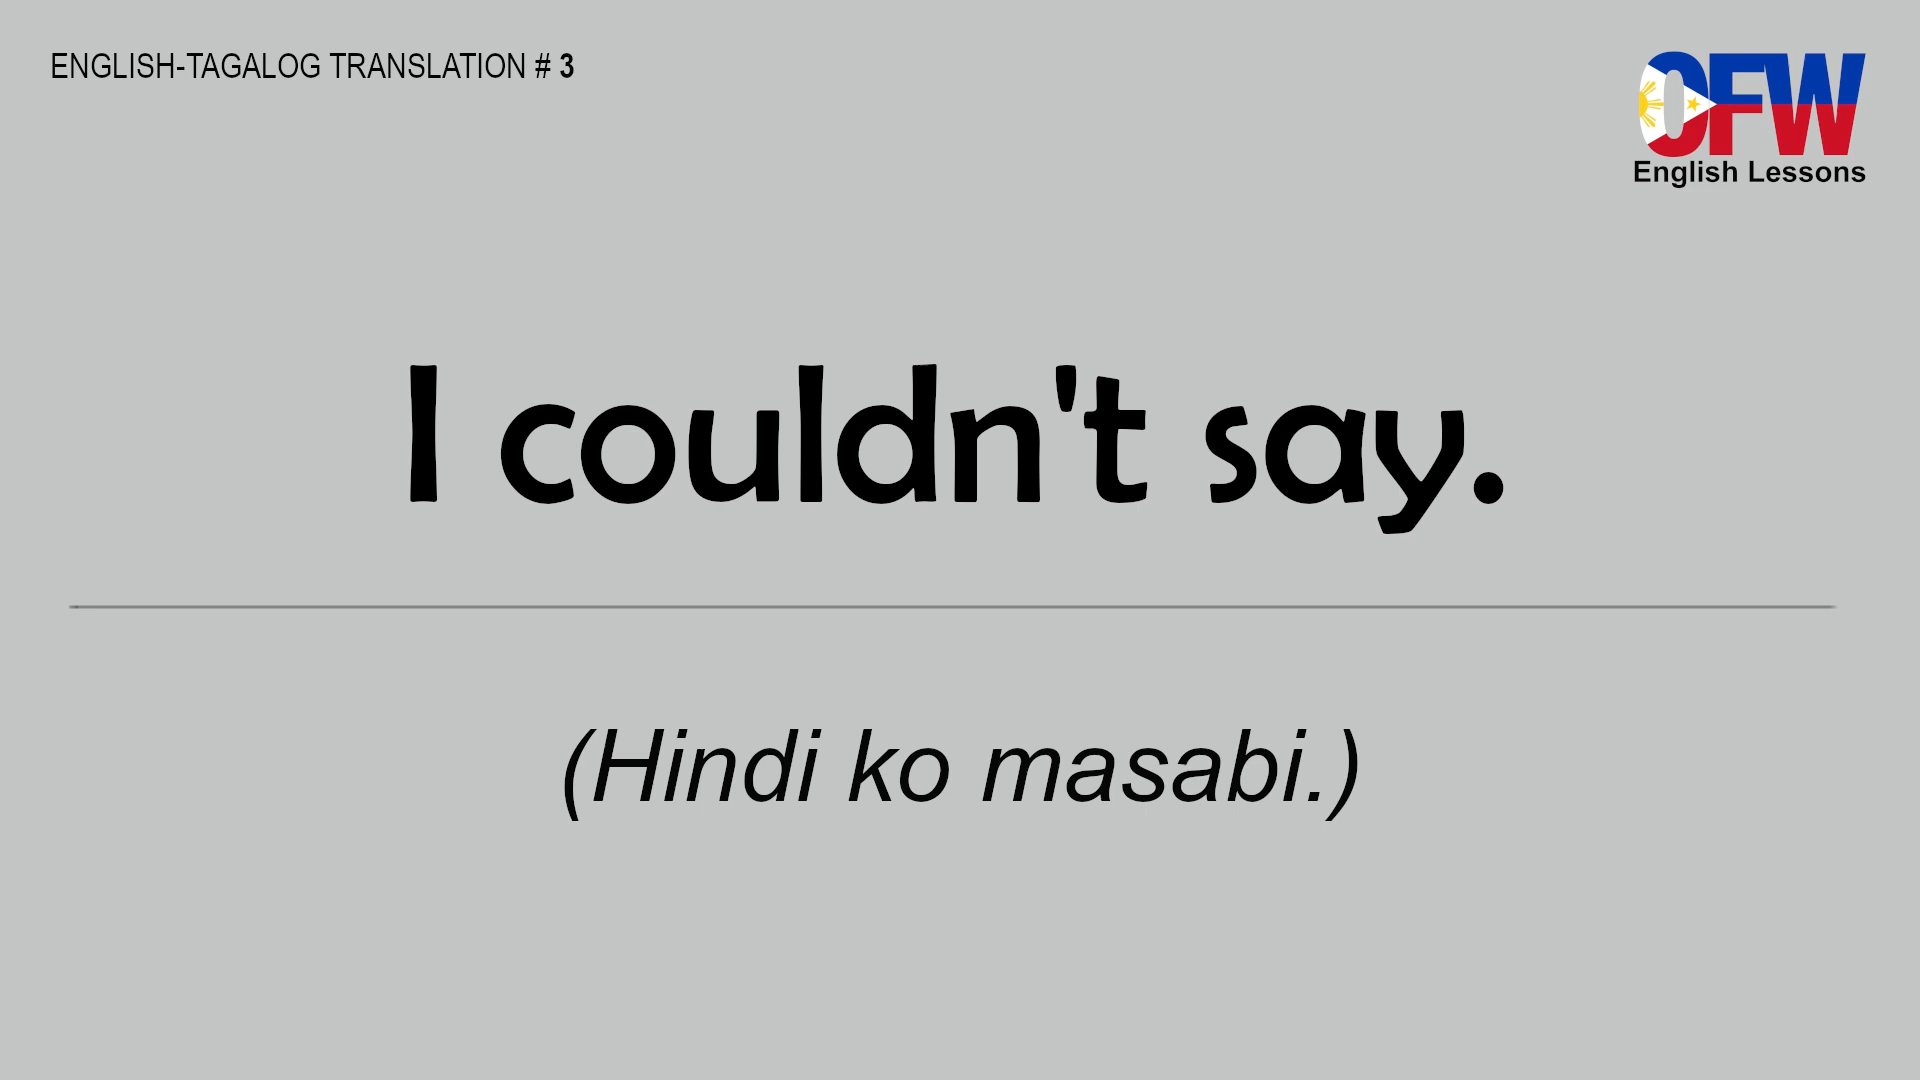 ENGLISH-TAGALOG TRANSLATION # 3
OFW
English Lessons
I couldn't say.
(Hindi ko masabi.)